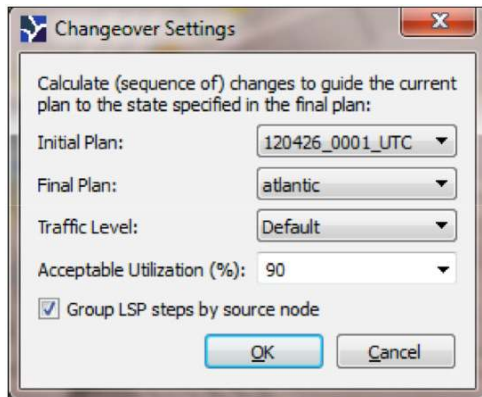 Changeover Settings
Calculate (sequence of) changes to guide the current
plan to the state specified in the final plan:
Initial Plan: 120426_0001_UTC
Final Plan: atlantic
Traffic Level: Default
Acceptable Utilization (%): 90
Group LSP steps by source node
OK Cancel